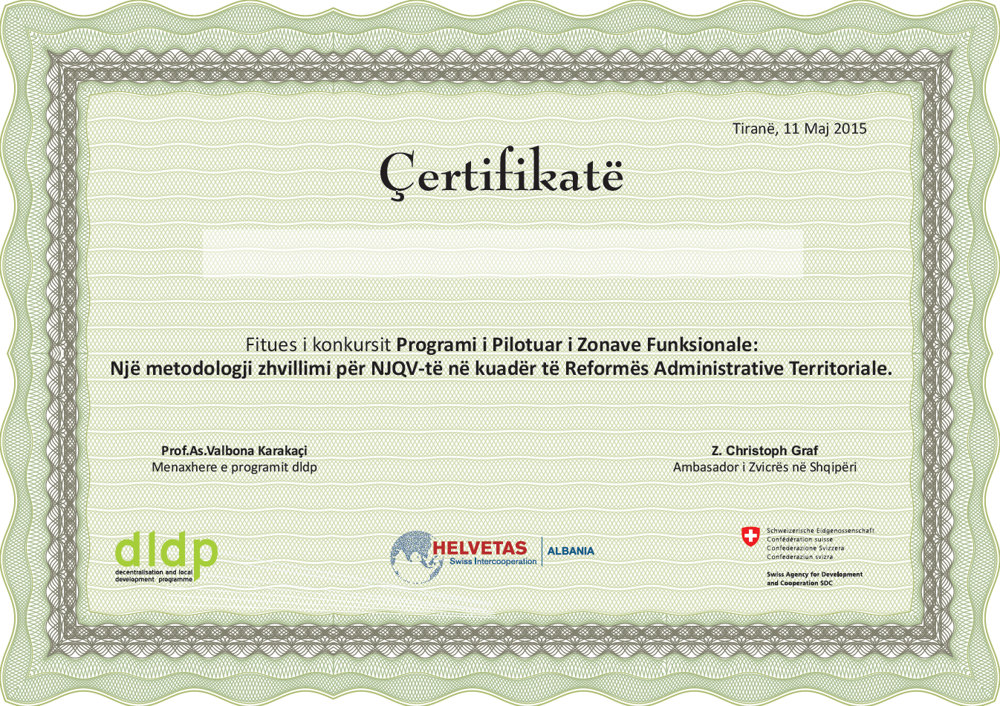 Tiranë, 11 Maj 2015
Çertifikatë
Fitues i konkursit Programi i Pilotuar i Zonave Funksionale:
Një metodologji zhvillimi për NJQV-të në kuadër të Reformës Administrative Territoriale.
Prof.As.Valbona Karakaçi
Menaxhere e programit dldp
Z. Christoph Graf
Ambasador i Zvicrës në Shqipëri
dldp
decentralisation and local
development programme
HELVETAS
Swiss Intercooperation
ALBANIA
Schweizerische Eidgenossenschaft
Confédération suisse
Confederazione Svizzera
Confederaziun svizra
Swiss Agency for Development
and Cooperation SDC